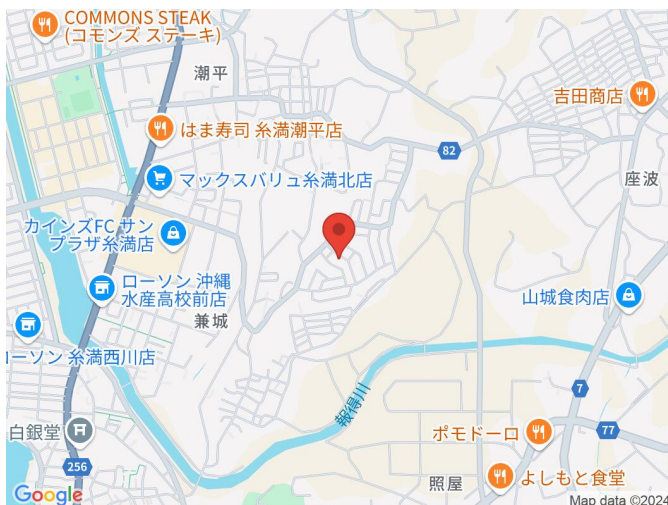 COMMONS STEAK
(コモンズ ステーキ)
潮平
吉田商店
はま寿司 糸満潮平店
82
座波
マックスバリュ糸満北店
カインズFC サン
プラザ糸満店
ローソン 沖縄
水産高校前店
山城食肉店
兼城
ローソン 糸満西川店
報得川
7
白銀堂
ポモドーロ
77
256
照屋
よしもと食堂
Google
Map data ©2024